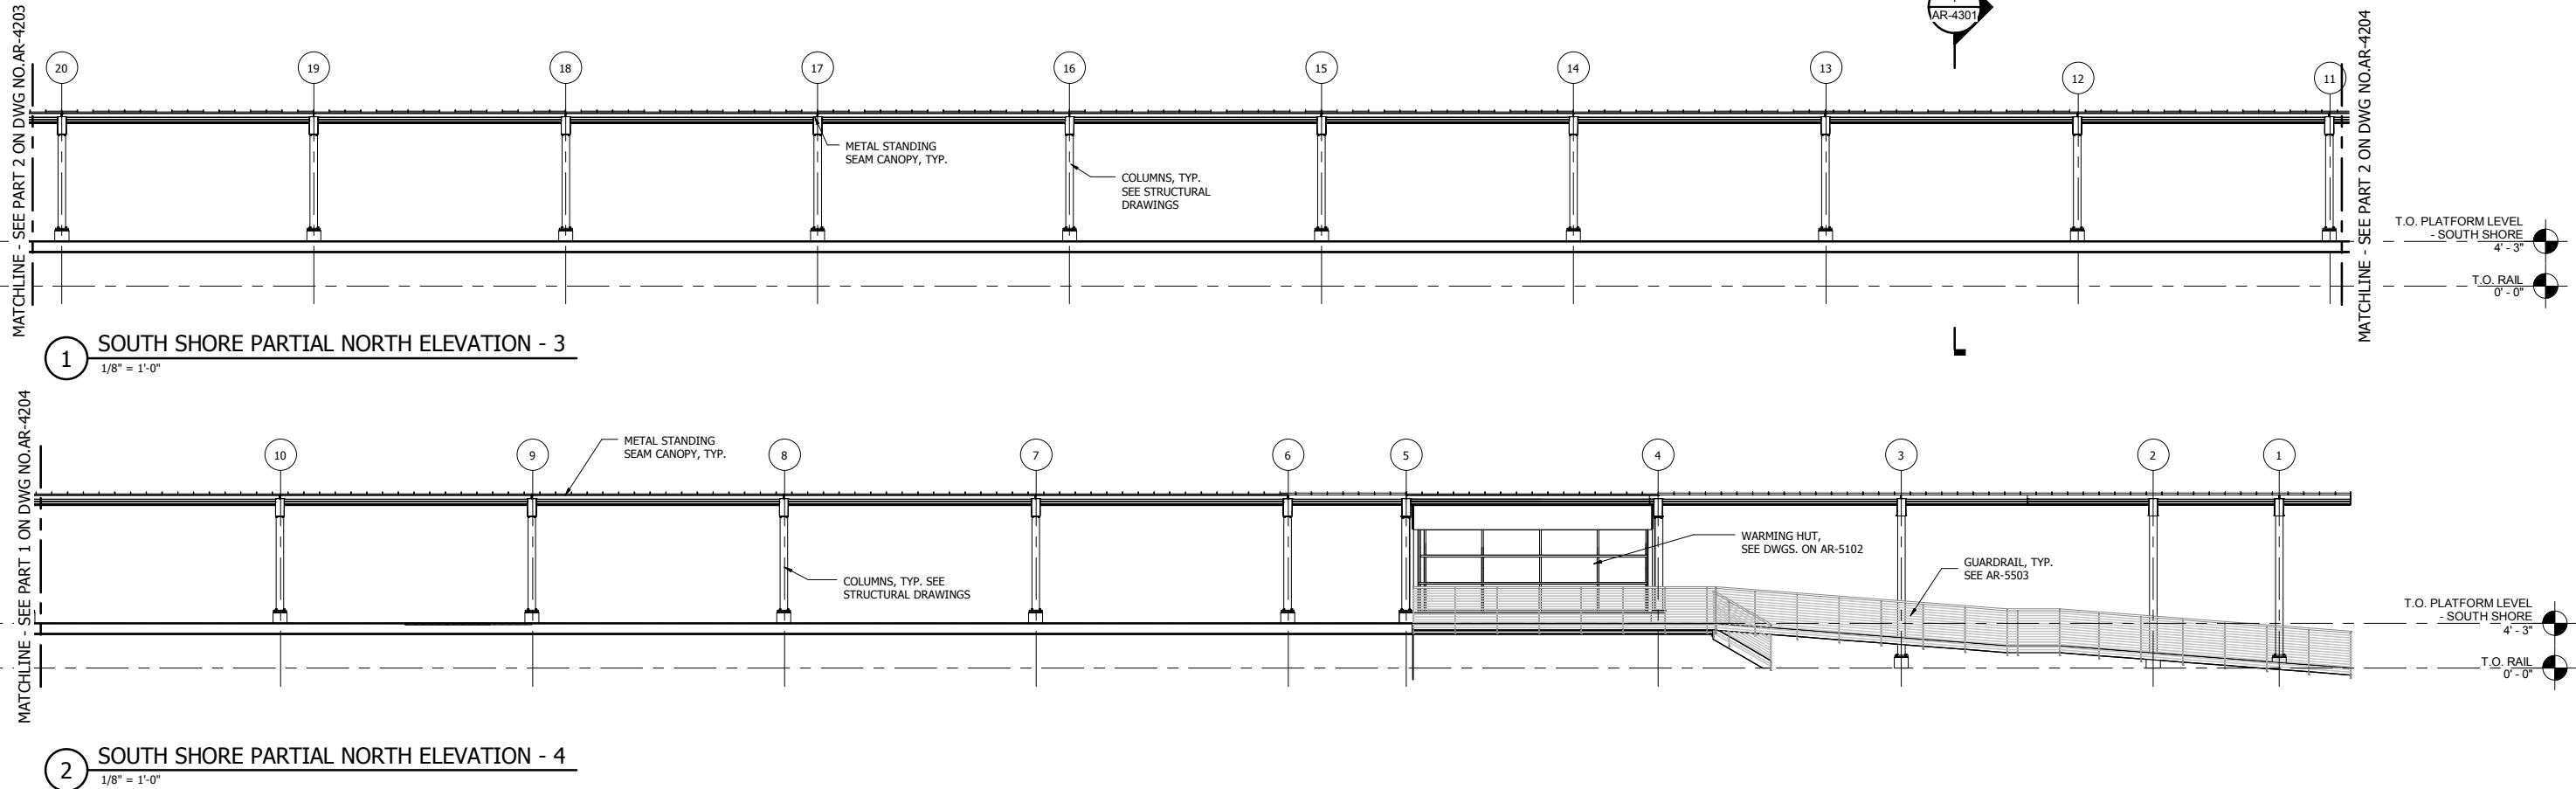 AR-4301
MATCHLINE - SEE PART 2 ON DWG NO.AR-4203
20
19
18
17
16
15
14
13
12
11
MATCHLINE - SEE PART 2 ON DWG NO.AR-4204
METAL STANDING
SEAM CANOPY, TYP.
COLUMNS, TYP.
SEE STRUCTURAL
DRAWINGS
T.O. PLATFORM LEVEL
- SOUTH SHORE
4' - 3"
T.O. RAIL
0' - 0"
1
SOUTH SHORE PARTIAL NORTH ELEVATION - 3
1/8" = 1'-0"
MATCHLINE - SEE PART 1 ON DWG NO.AR-4204
10
9
8
7
6
5
4
3
2
1
METAL STANDING
SEAM CANOPY, TYP.
COLUMNS, TYP. SEE
STRUCTURAL DRAWINGS
WARMING HUT,
SEE DWGS. ON AR-5102
GUARDRAIL, TYP.
SEE AR-5503
T.O. PLATFORM LEVEL
- SOUTH SHORE
4' - 3"
T.O. RAIL
0' - 0"
2
SOUTH SHORE PARTIAL NORTH ELEVATION - 4
1/8" = 1'-0"